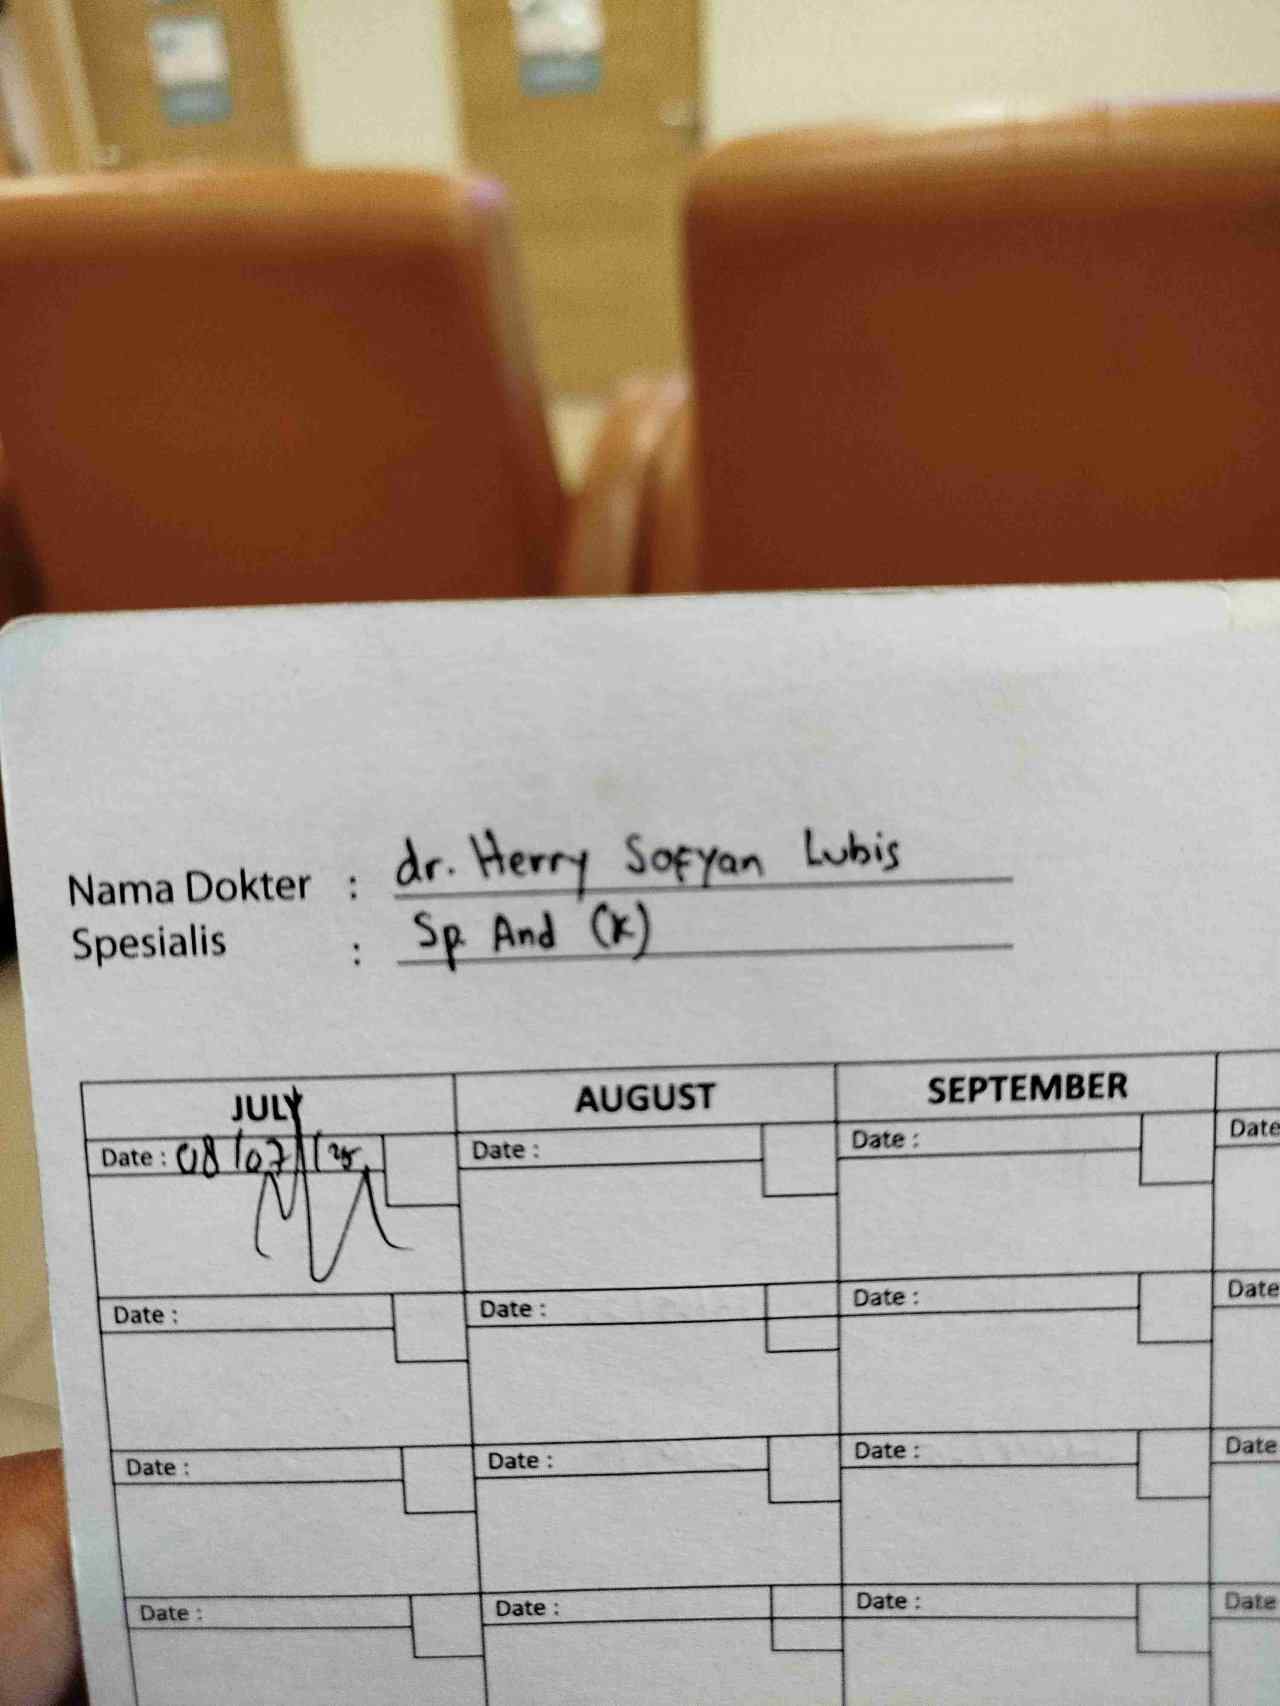 Nama Dokter : dr. Herry Sofyan Lubis
Spesialis : Sp. And (K)
JULY AUGUST SEPTEMBER
Date : 08/07/25 Date : Date : Date
Date : Date : Date : Date
Date : Date : Date : Date
Date : Date : Date : Date